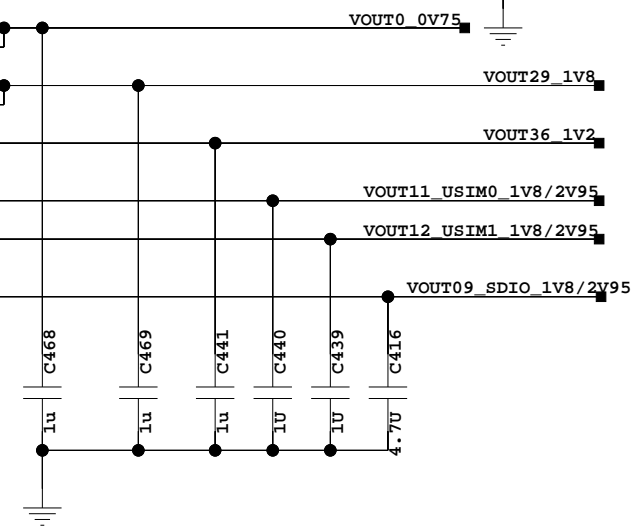 VOUT0_0V75
VOUT29_1V8
VOUT36_1V2
VOUT11_USIM0_1V8/2V95
VOUT12_USIM1_1V8/2V95
VOUT09_SDIO_1V8/2V95
C468
C469
C441
C440
C439
C416
1u
1u
1u
1U
1U
4.7U